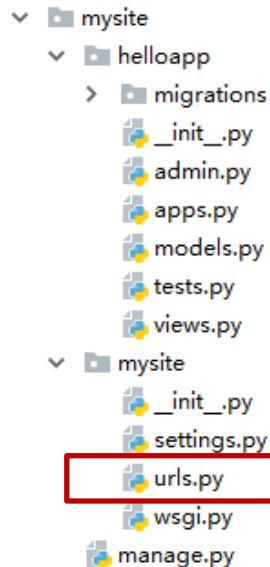 mysite
helloapp
migrations
__init__.py
admin.py
apps.py
models.py
tests.py
views.py
mysite
__init__.py
settings.py
urls.py
wsgi.py
manage.py